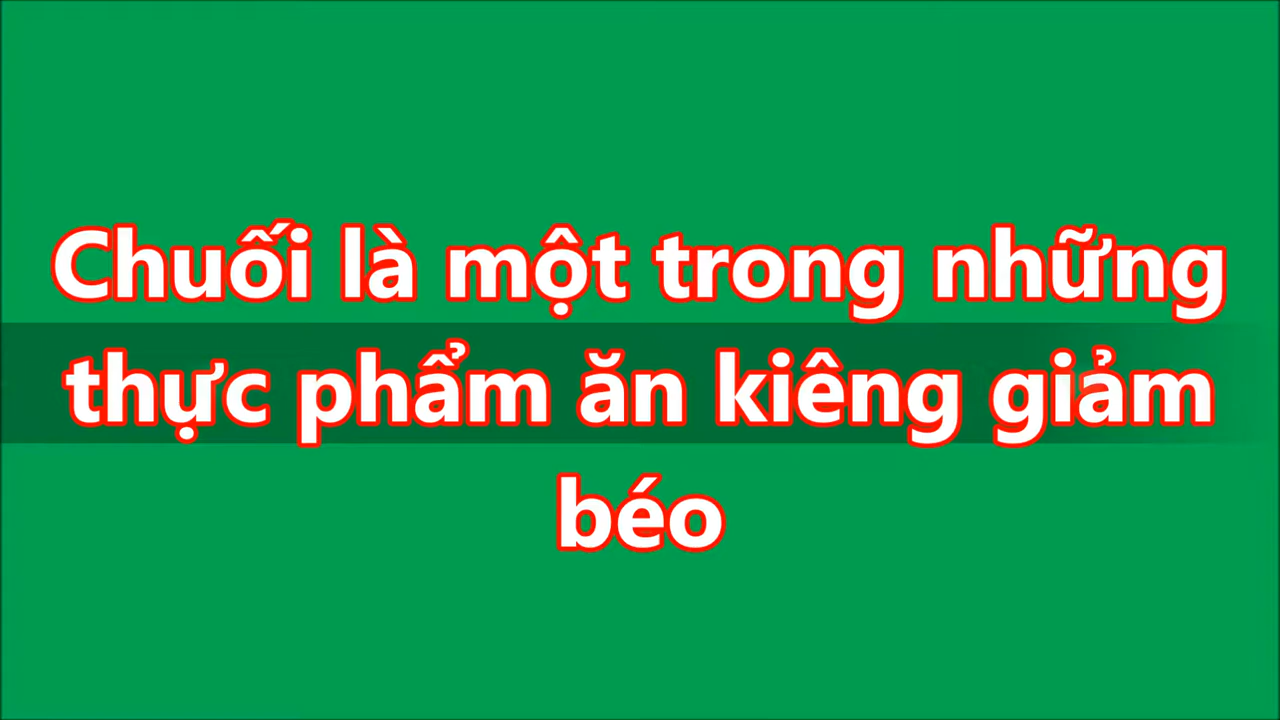 Chuối là một trong những
thực phẩm ăn kiêng giảm
béo